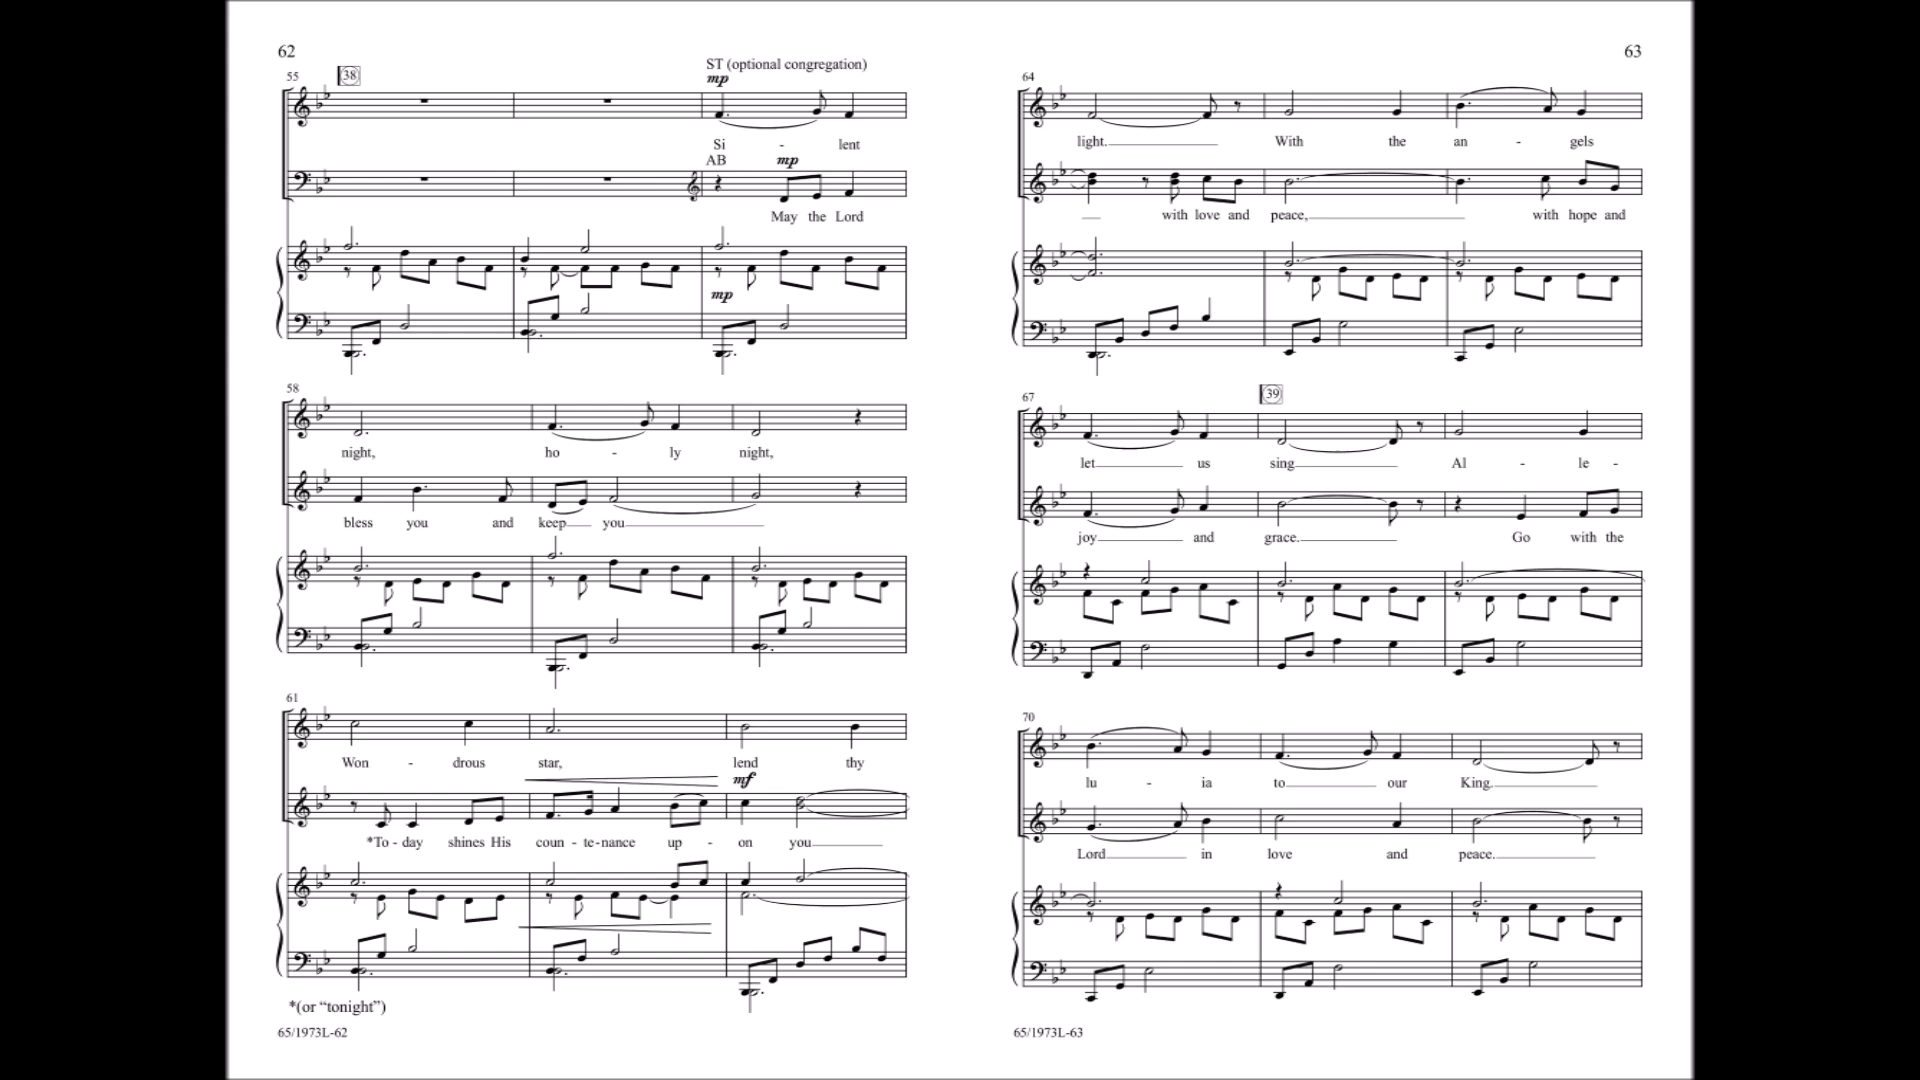 62
55
38
ST (optional congregation)
mp
Si - lent
AB mp
May the Lord
mp
58
night, ho - ly night,
bless you and keep you
61
Won - drous star, lend thy
mf
*To - day shines His coun - te - nance up - on you
*(or “tonight”)
65/1973L-62
63
64
light. With the an - gels
with love and peace, with hope and
67
39
let us sing Al - le -
joy and grace. Go with the
70
lu - ia to our King.
Lord in love and peace.
65/1973L-63